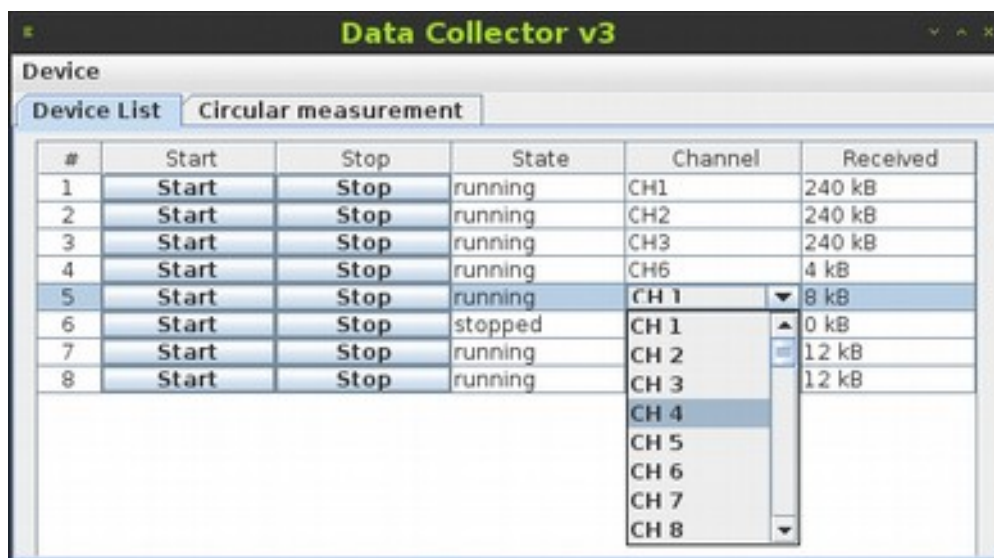 Data Collector v3
Device
Device List Circular measurement
# Start Stop State Channel Received
1 Start Stop running CH1 240 kB
2 Start Stop running CH2 240 kB
3 Start Stop running CH3 240 kB
4 Start Stop running CH6 4 kB
5 Start Stop running CH 1 8 kB
6 Start Stop stopped CH 1 0 kB
7 Start Stop running CH 2 12 kB
8 Start Stop running CH 3 12 kB
CH 4
CH 5
CH 6
CH 7
CH 8